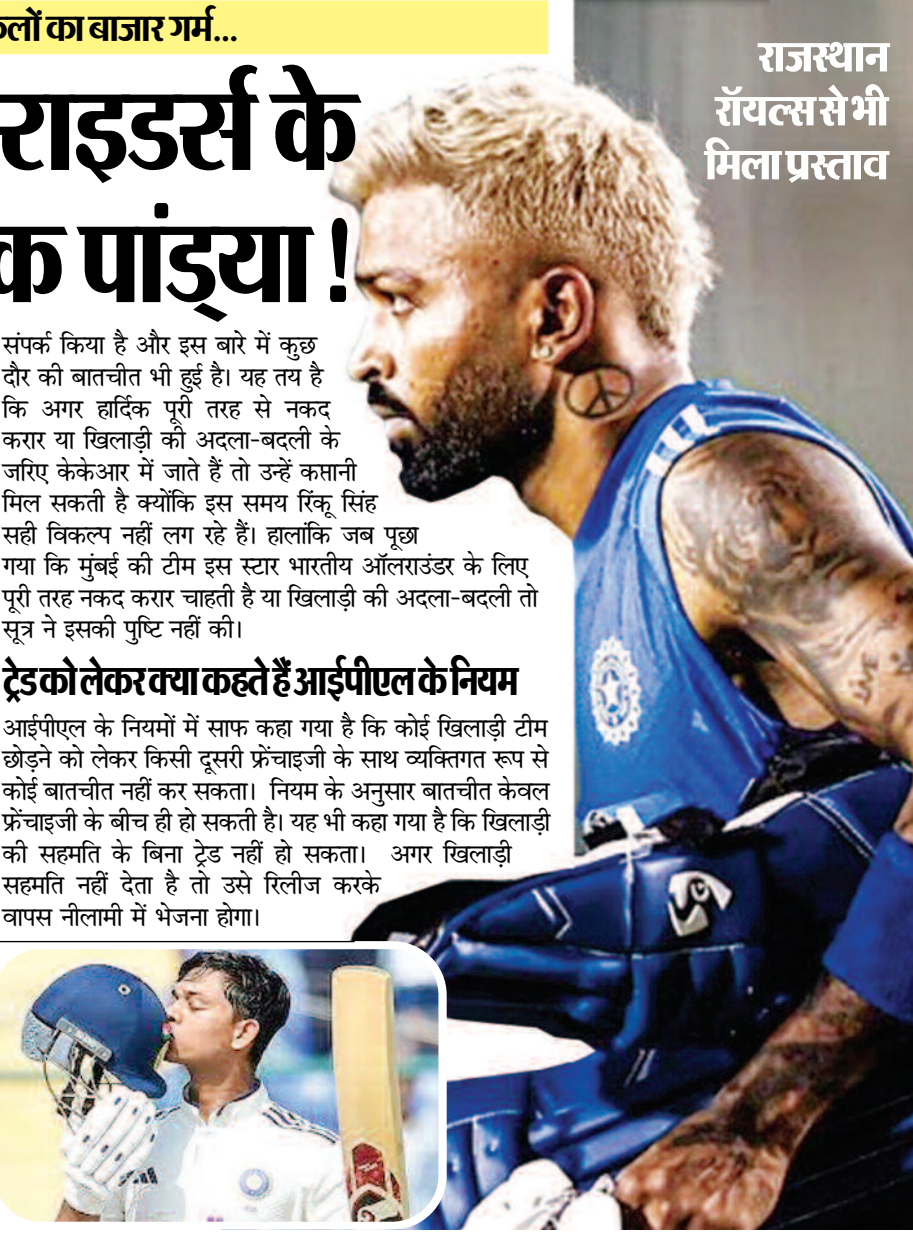 राइडर्स के
पांड्या !
का बाजार गर्म...
राजस्थान
रॉयल्स से भी
मिला प्रस्ताव
संपर्क किया है और इस बारे में कुछ
दौर की बातचीत भी हुई है। यह तय है
कि अगर हार्दिक पूरी तरह से नकद
करार या खिलाड़ी की अदला-बदली के
जरिए केकेआर में जाते हैं तो उन्हें कप्तानी
मिल सकती है क्योंकि इस समय रिंकू सिंह
सही विकल्प नहीं लग रहे हैं। हालांकि जब पूछा
गया कि मुंबई की टीम इस स्टार भारतीय ऑलराउंडर के लिए
पूरी तरह नकद करार चाहती है या खिलाड़ी की अदला-बदली तो
सूत्र ने इसकी पुष्टि नहीं की।
ट्रेड को लेकर क्या कहते हैं आईपीएल के नियम
आईपीएल के नियमों में साफ कहा गया है कि कोई खिलाड़ी टीम
छोड़ने को लेकर किसी दूसरी फ्रेंचाइजी के साथ व्यक्तिगत रूप से
कोई बातचीत नहीं कर सकता। नियम के अनुसार बातचीत केवल
फ्रेंचाइजी के बीच ही हो सकती है। यह भी कहा गया है कि खिलाड़ी
की सहमति के बिना ट्रेड नहीं हो सकता। अगर खिलाड़ी
सहमति नहीं देता है तो उसे रिलीज करके
वापस नीलामी में भेजना होगा।